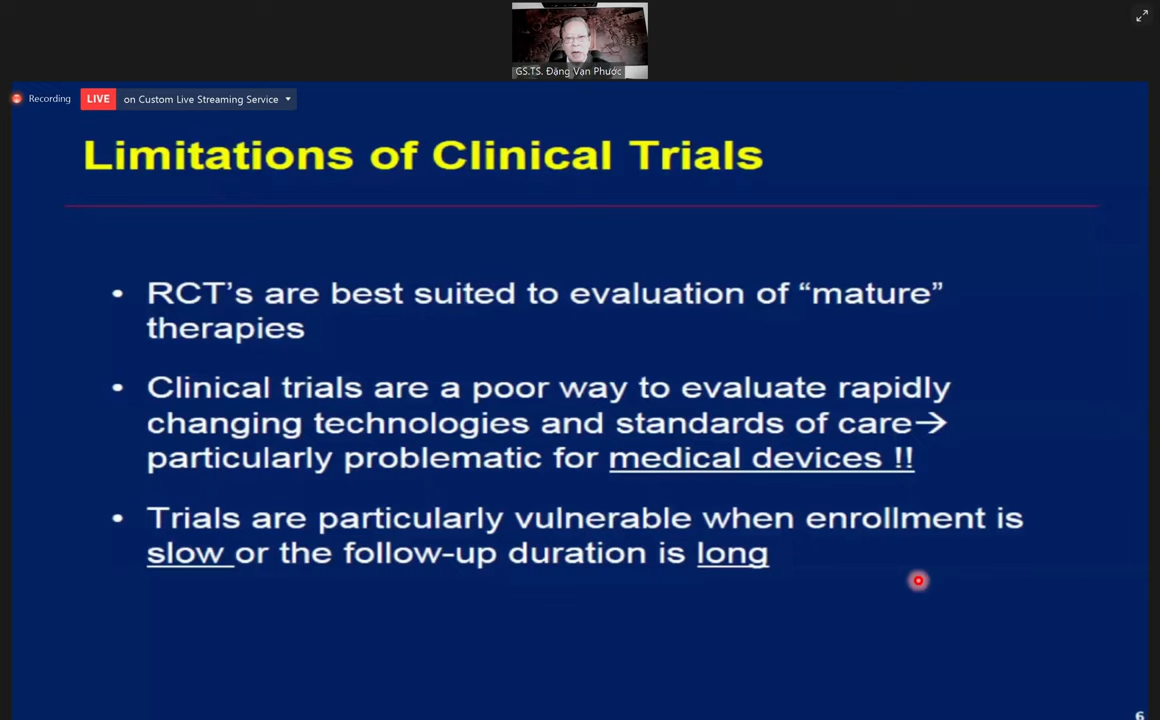 GS.TS. Đặng Vạn Phước
Recording
LIVE
on Custom Live Streaming Service
Limitations of Clinical Trials
• RCT’s are best suited to evaluation of “mature”
therapies
• Clinical trials are a poor way to evaluate rapidly
changing technologies and standards of care→
particularly problematic for medical devices !!
• Trials are particularly vulnerable when enrollment is
slow or the follow-up duration is long
6